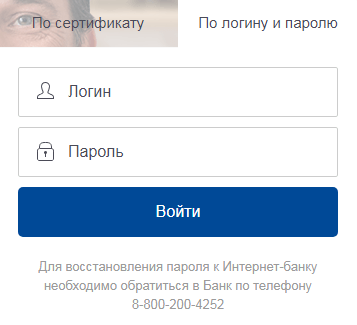 По сертификату
По логину и паролю
Логин
Пароль
Войти
Для восстановления пароля к Интернет-банку
необходимо обратиться в Банк по телефону
8-800-200-4252